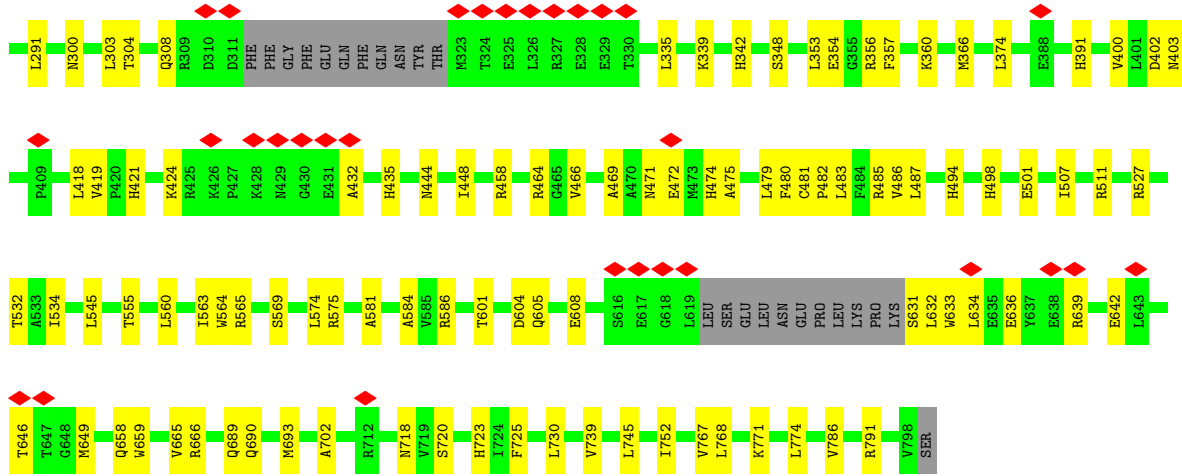 L291 N300 L303 T304 Q308 R309 D310 D311 PHE PHE GLY PHE GLU GLN PHE GLN ASN TYR THR M323 T324 E325 L326 R327 E328 E329 T330 L335 K339 H342 S348 L353 E354 G355 R356 F357 K360 M366 L374 E388 H391 V400 L401 D402 N403
P409 L418 V419 P420 H421 K424 R425 K426 P427 K428 N429 G430 E431 A432 H435 N444 I448 R458 R464 G465 V466 A469 A470 N471 E472 M473 H474 A475 L479 F480 C481 P482 L483 F484 R485 V486 L487 H494 H498 E501 I507 R511 R527
T532 A533 I534 L545 T555 L560 I563 W564 R565 S569 L574 R575 A581 A584 V585 R586 T601 D604 Q605 E608 S616 E617 G618 L619 LEU SER GLU LEU ASN GLU PRO LEU LYS PRO LYS S631 L632 W633 L634 E635 E636 Y637 E638 R639 E642 L643
T646 T647 G648 M649 Q658 W659 V665 R666 Q689 Q690 M693 A702 R712 N718 V719 S720 H723 I724 F725 L730 V739 L745 I752 V767 L768 K771 L774 V786 R791 V798 SER